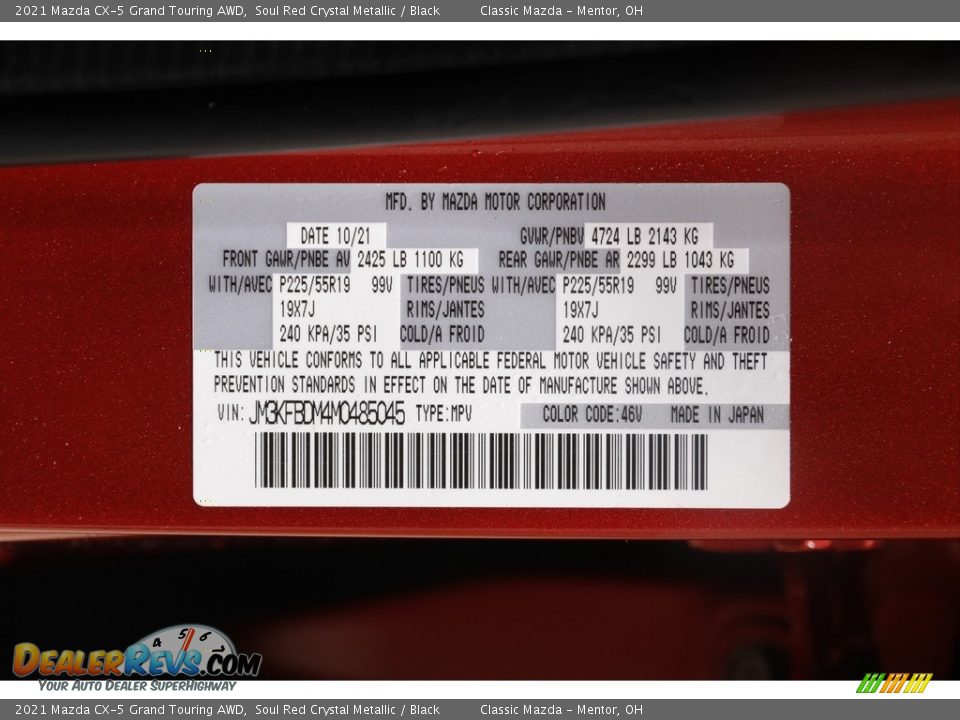 2021 Mazda CX-5 Grand Touring AWD, Soul Red Crystal Metallic / Black Classic Mazda - Mentor, OH
MFD. BY MAZDA MOTOR CORPORATION
DATE 10/21 GVWR/PNBV 4724 LB 2143 KG
FRONT GAWR/PNBE AV 2425 LB 1100 KG REAR GAWR/PNBE AR 2299 LB 1043 KG
WITH/AVEC P225/55R19 99V TIRES/PNEUS WITH/AVEC P225/55R19 99V TIRES/PNEUS
19X7J RIMS/JANTES 19X7J RIMS/JANTES
240 KPA/35 PSI COLD/A FROID 240 KPA/35 PSI COLD/A FROID
THIS VEHICLE CONFORMS TO ALL APPLICABLE FEDERAL MOTOR VEHICLE SAFETY AND THEFT
PREVENTION STANDARDS IN EFFECT ON THE DATE OF MANUFACTURE SHOWN ABOVE.
VIN: JM3KFBDM4M0485045 TYPE:MPV COLOR CODE:46V MADE IN JAPAN
4 5 6
DEALERREVS.COM
YOUR AUTO DEALER SUPERHIGHWAY
2021 Mazda CX-5 Grand Touring AWD, Soul Red Crystal Metallic / Black Classic Mazda - Mentor, OH